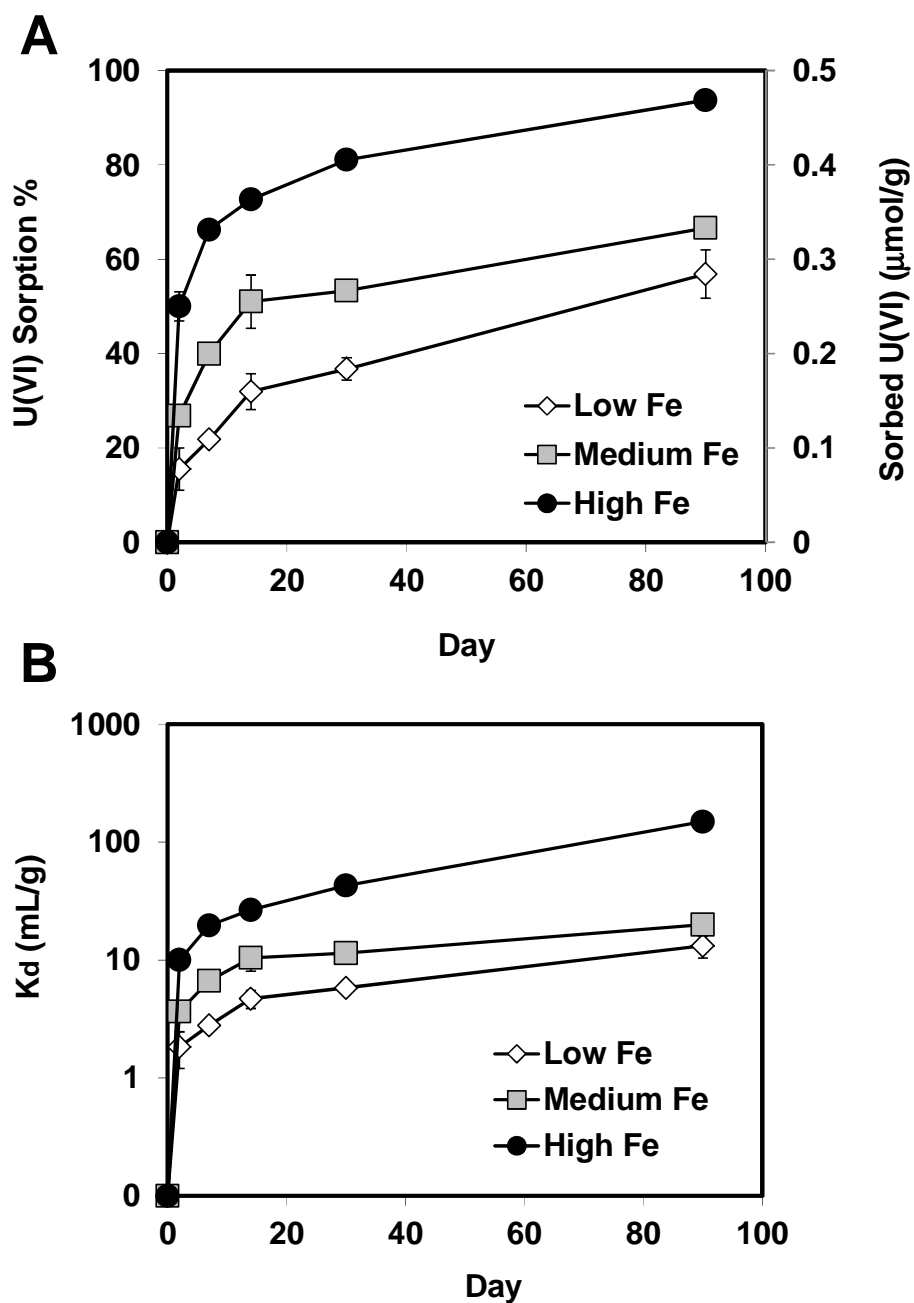 A
100 0.5
80 0.4
60 0.3
40 0.2
20 0.1
0 0
U(VI) Sorption %
Sorbed U(VI) (μmol/g)
Low Fe
Medium Fe
High Fe
0 20 40 60 80 100
Day
B
1000
100
10
1
0
Kd (mL/g)
Low Fe
Medium Fe
High Fe
0 20 40 60 80 100
Day